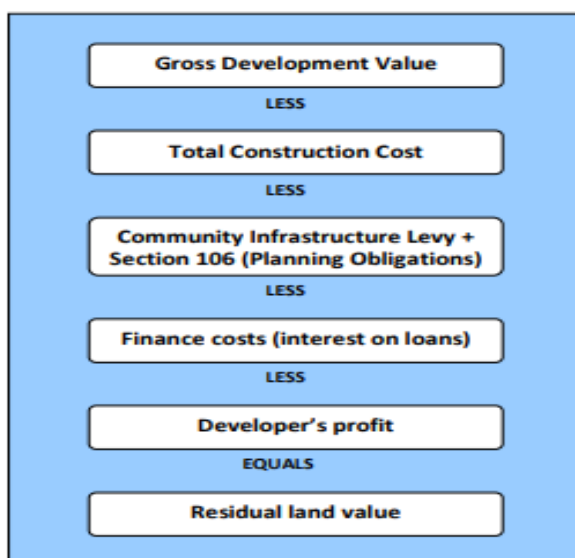 Gross Development Value
LESS
Total Construction Cost
LESS
Community Infrastructure Levy +
Section 106 (Planning Obligations)
LESS
Finance costs (interest on loans)
LESS
Developer's profit
EQUALS
Residual land value